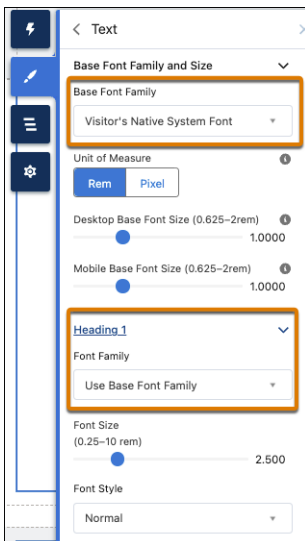 Text
Base Font Family and Size
Base Font Family
Visitor's Native System Font
Unit of Measure
Rem Pixel
Desktop Base Font Size (0.625–2rem)
1.0000
Mobile Base Font Size (0.625–2rem)
1.0000
Heading 1
Font Family
Use Base Font Family
Font Size
(0.25–10 rem)
2.500
Font Style
Normal